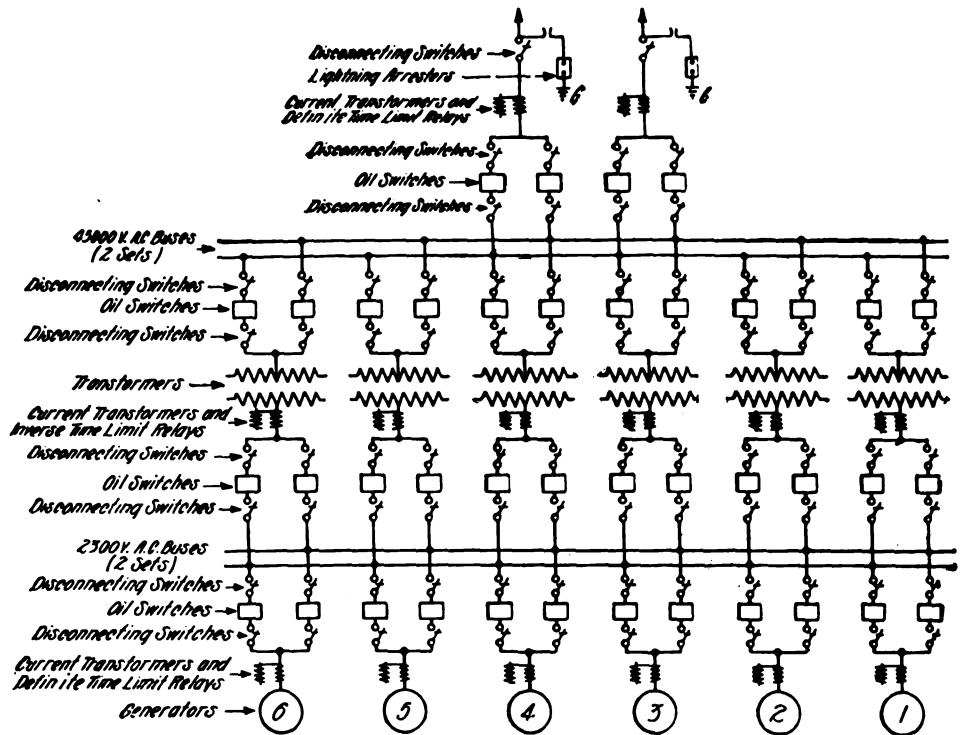 Disconnecting Switches
Lightning Arrestors
G
G
Current Transformers and
Definite Time Limit Relays
Disconnecting Switches
Oil Switches
Disconnecting Switches
45000 V. A.C. Buses
(2 Sets)
Disconnecting Switches
Oil Switches
Disconnecting Switches
Transformers
Current Transformers and
Inverse Time Limit Relays
Disconnecting Switches
Oil Switches
Disconnecting Switches
2300 V. A.C. Buses
(2 Sets)
Disconnecting Switches
Oil Switches
Disconnecting Switches
Current Transformers and
Definite Time Limit Relays
Generators
6 5 4 3 2 1